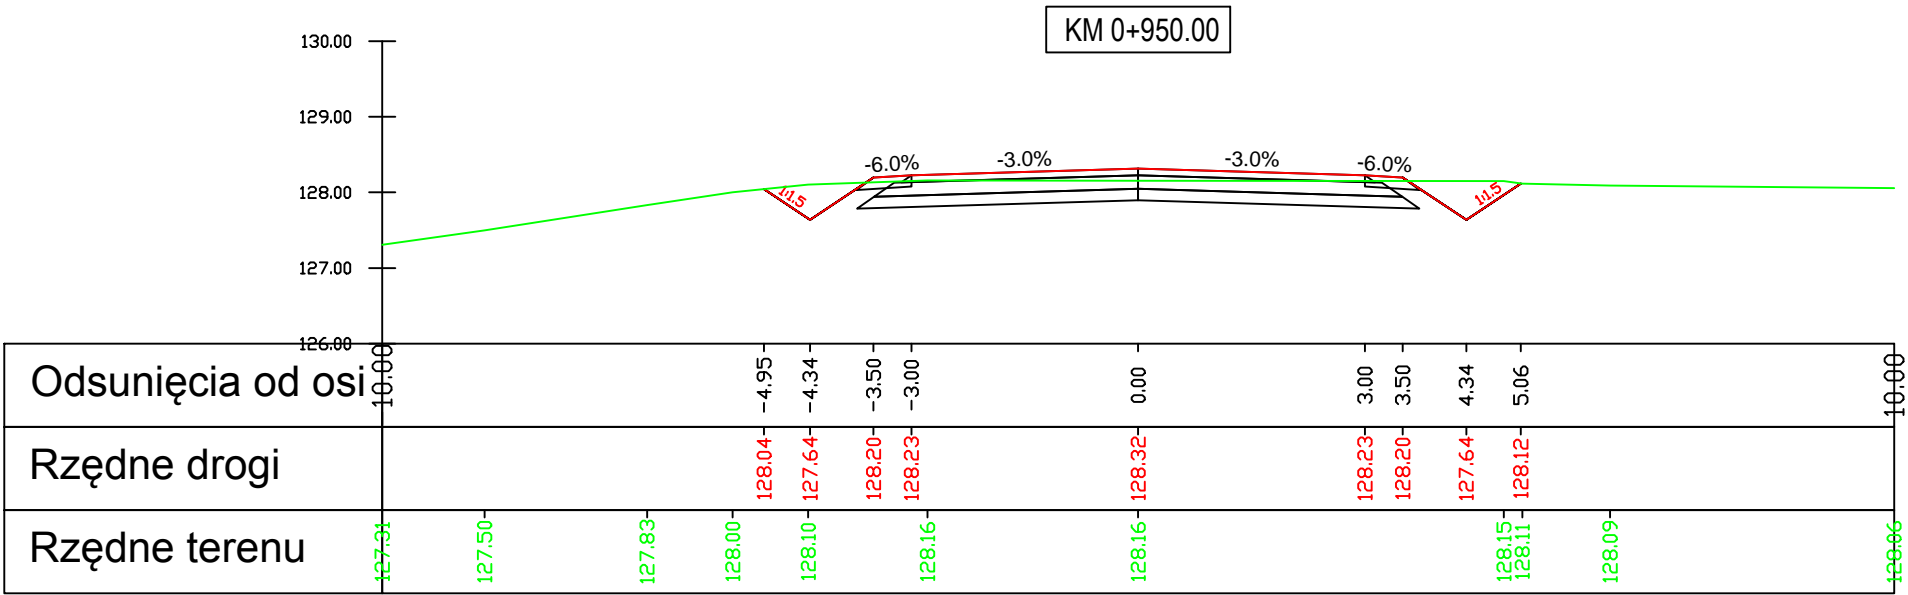 KM 0+950.00
130.00
129.00
128.00
127.00
126.00
-6.0% -3.0% -3.0% -6.0%
1:1.5 1:1.5
Odsunięcia od osi 10.00 -4.95 -4.34 -3.50 -3.00 0.00 3.00 3.50 4.34 5.06 10.00
Rzędne drogi 128.04 127.64 128.20 128.23 128.32 128.23 128.20 127.64 128.12
Rzędne terenu 127.31 127.50 127.83 128.00 128.10 128.16 128.16 128.15 128.11 128.09 128.06